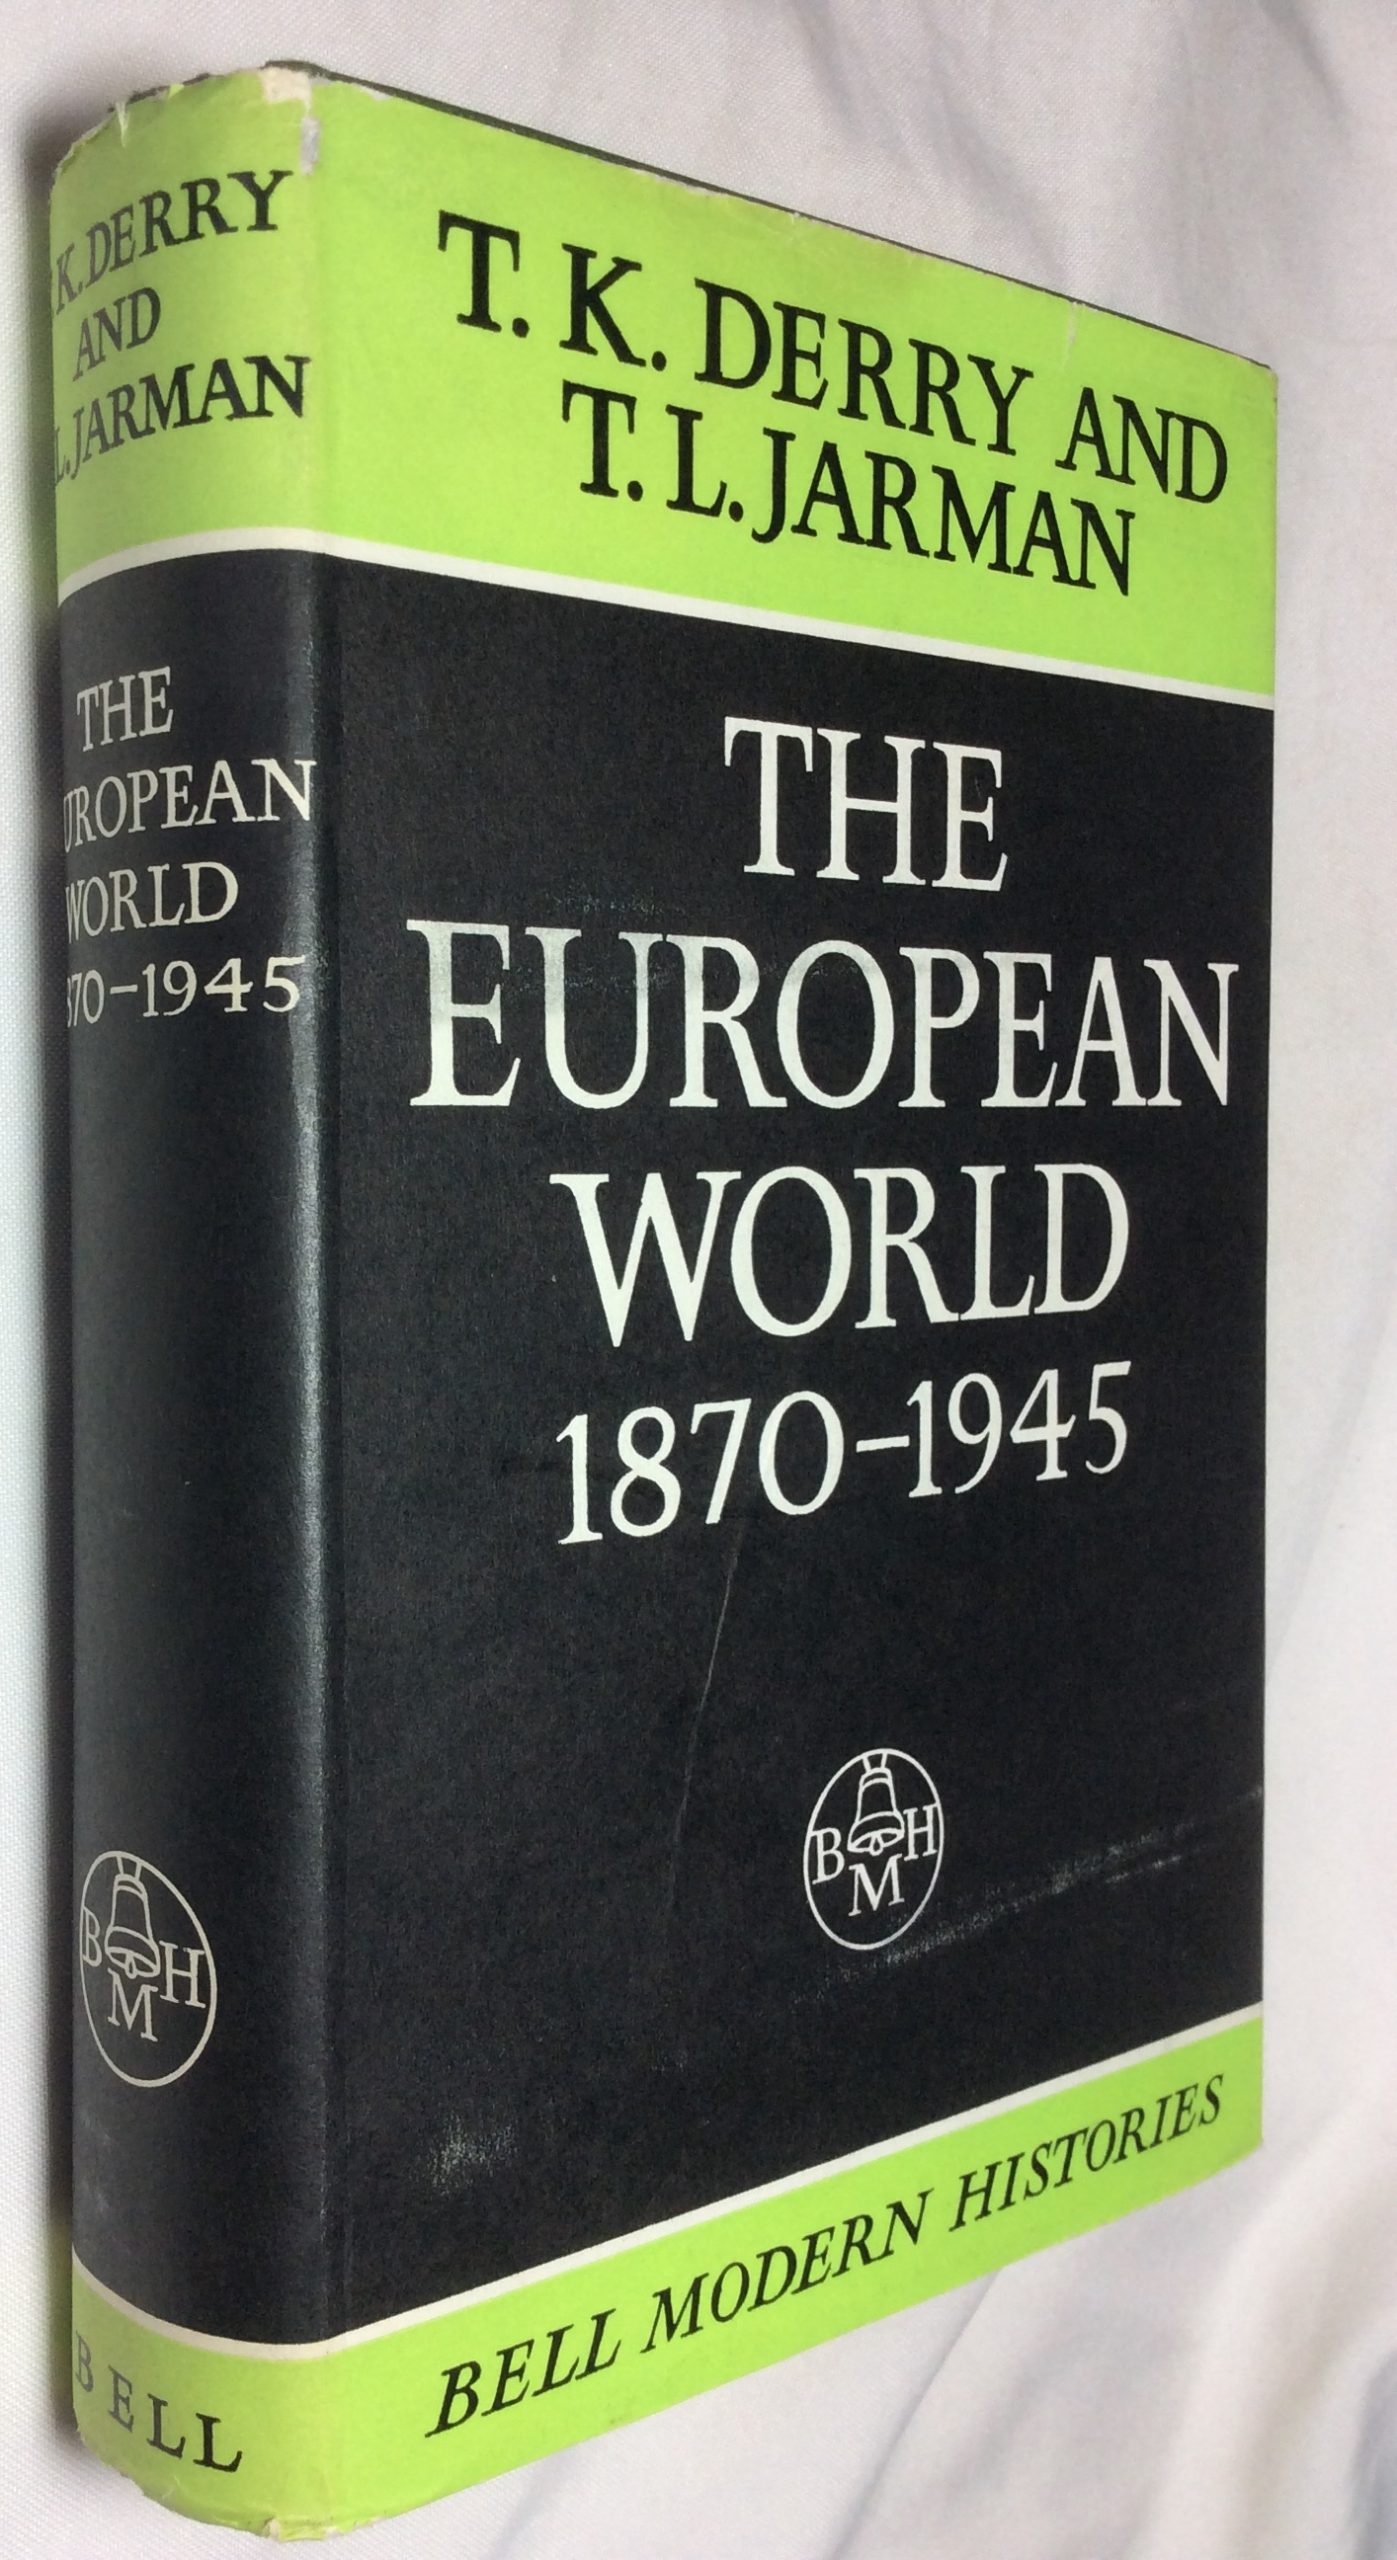 K. DERRY
AND
L. JARMAN
THE
UROPEAN
WORLD
870-1945
B H
M
BELL
T. K. DERRY AND
T. L. JARMAN
THE
EUROPEAN
WORLD
1870-1945
B H
M
BELL MODERN HISTORIES